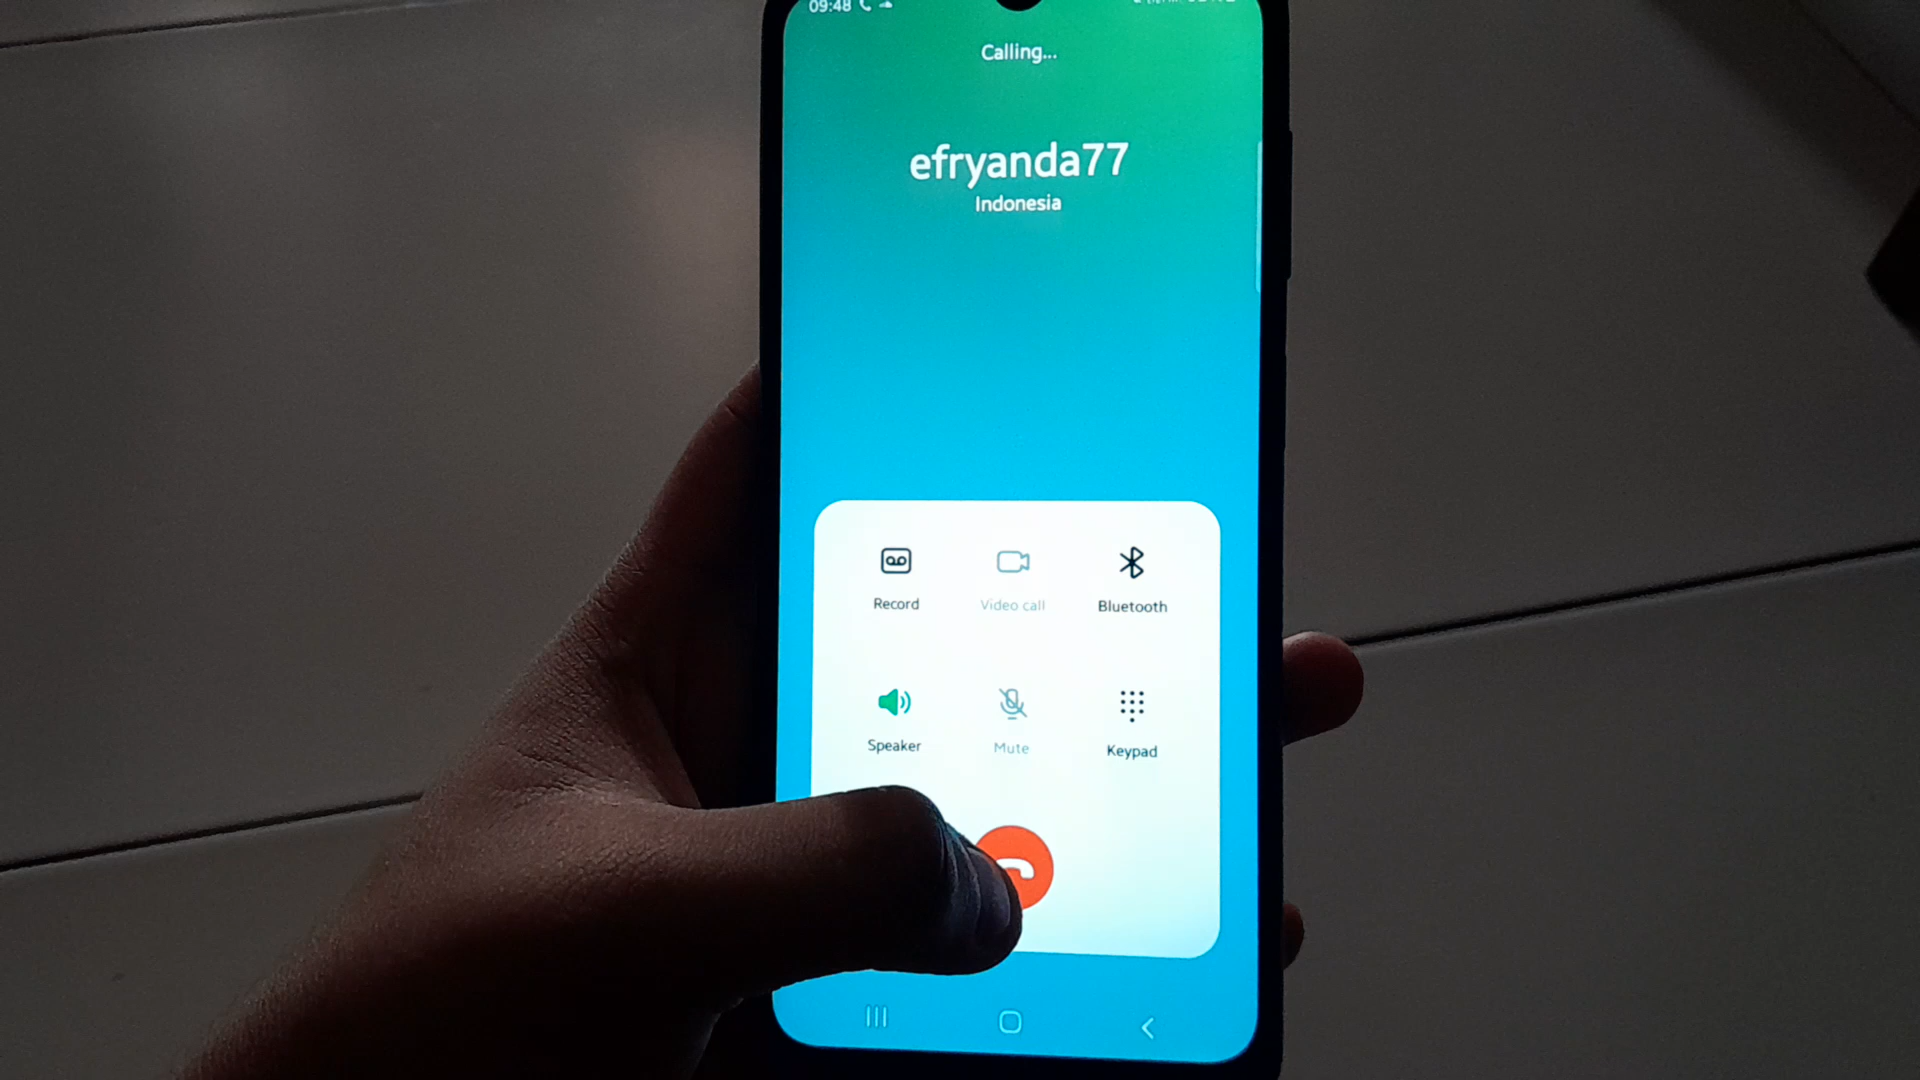 09:48
Calling...
efryanda77
Indonesia
Record Video call Bluetooth
Speaker Mute Keypad